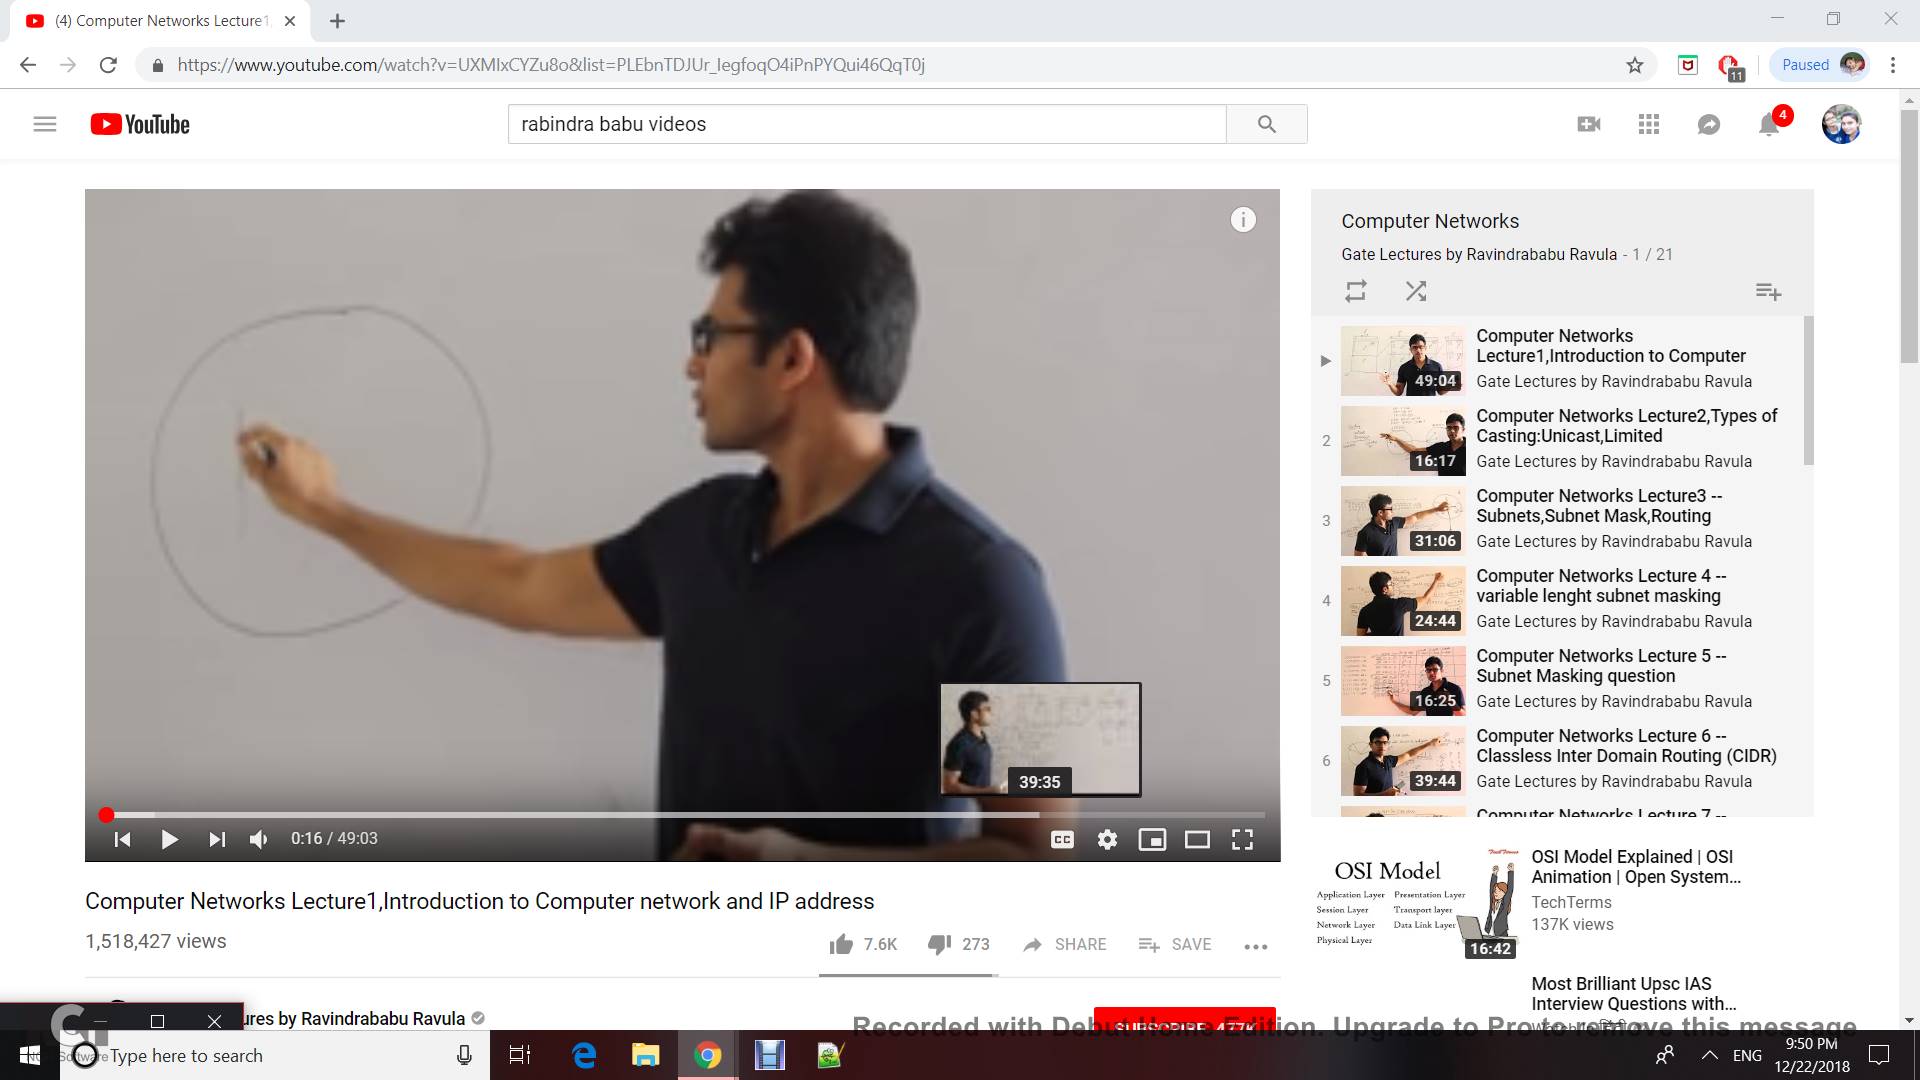 (4) Computer Networks Lecture1,
https://www.youtube.com/watch?v=UXMIxCYZu8o&list=PLEbnTDJUr_IegfoqO4iPnPYQui46QqT0j
11
Paused
YouTube
rabindra babu videos
4
Computer Networks
Gate Lectures by Ravindrababu Ravula - 1 / 21
Computer Networks
Lecture1,Introduction to Computer
Gate Lectures by Ravindrababu Ravula
49:04
2
Computer Networks Lecture2,Types of
Casting:Unicast,Limited
Gate Lectures by Ravindrababu Ravula
16:17
3
Computer Networks Lecture3 --
Subnets,Subnet Mask,Routing
Gate Lectures by Ravindrababu Ravula
31:06
4
Computer Networks Lecture 4 --
variable lenght subnet masking
Gate Lectures by Ravindrababu Ravula
24:44
5
Computer Networks Lecture 5 --
Subnet Masking question
Gate Lectures by Ravindrababu Ravula
16:25
6
Computer Networks Lecture 6 --
Classless Inter Domain Routing (CIDR)
Gate Lectures by Ravindrababu Ravula
39:44
Computer Networks Lecture 7 --
39:35
0:16 / 49:03
CC
Computer Networks Lecture1,Introduction to Computer network and IP address
1,518,427 views
7.6K
273
SHARE
SAVE
OSI Model
Application Layer Presentation Layer
Session Layer Transport layer
Network Layer Data Link Layer
Physical Layer
16:42
OSI Model Explained | OSI
Animation | Open System...
TechTerms
137K views
Most Brilliant Upsc IAS
Interview Questions with...
ures by Ravindrababu Ravula
SUBSCRIBE 477K
Recorded with Debut Home Edition. Upgrade to Pro to remove this message
Software
Type here to search
ENG
9:50 PM
12/22/2018